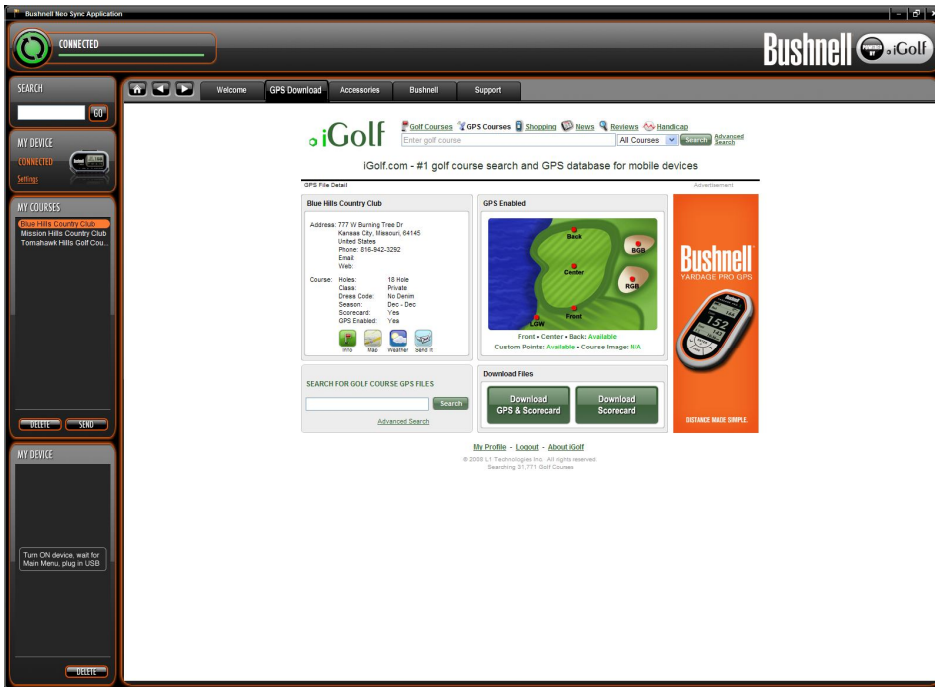 Bushnell Neo Sync Application
CONNECTED
Bushnell POWERED BY iGolf
SEARCH
GO
MY DEVICE
CONNECTED
Settings
MY COURSES
Blue Hills Country Club
Mission Hills Country Club
Tomahawk Hills Golf Cou...
DELETE SEND
MY DEVICE
Turn ON device, wait for
Main Menu, plug in USB
DELETE
Welcome GPS Download Accessories Bushnell Support
iGolf
Golf Courses GPS Courses Shopping News Reviews Handicap
Enter golf course All Courses Search Advanced Search
iGolf.com - #1 golf course search and GPS database for mobile devices
GPS File Detail
Advertisement
Blue Hills Country Club
Address: 777 W Burning Tree Dr
Kansas City, Missouri, 64145
United States
Phone: 816-942-3292
Email:
Web:
Course: Holes: 18 Hole
Class: Private
Dress Code: No Denim
Season: Dec - Dec
Scorecard: Yes
GPS Enabled: Yes
Info Map Weather Send It
GPS Enabled
Back
BGB
Center
RGB
Front
LGW
Front • Center • Back: Available
Custom Points: Available • Course Image: N/A
SEARCH FOR GOLF COURSE GPS FILES
Search
Advanced Search
Download Files
Download
GPS & Scorecard
Download
Scorecard
Bushnell
YARDAGE PRO GPS
152
DISTANCE MADE SIMPLE.
My Profile - Logout - About iGolf
© 2009 L1 Technologies Inc. All rights reserved.
Searching 31,771 Golf Courses